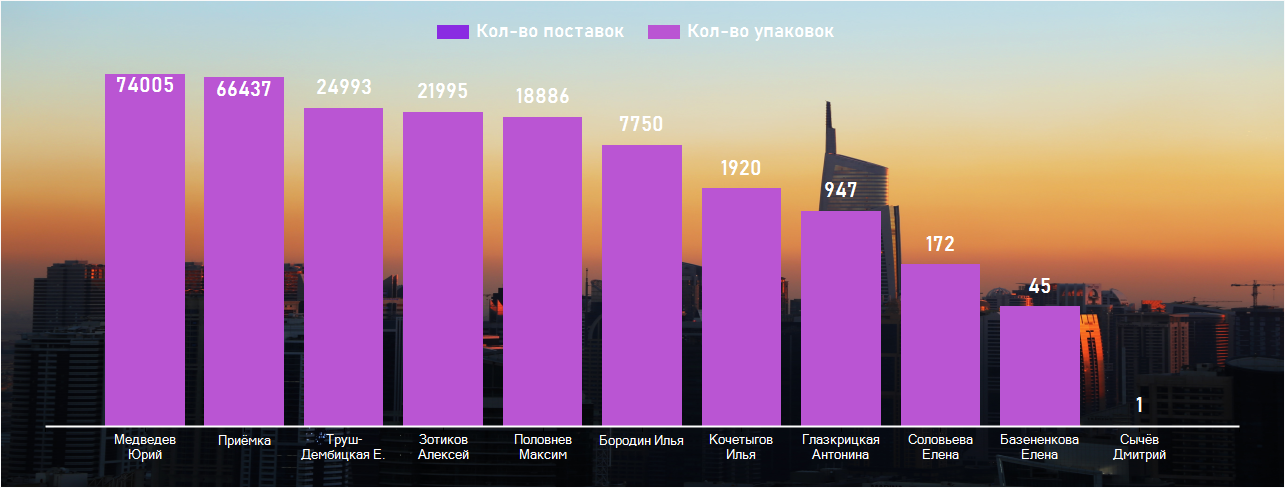 Кол-во поставок Кол-во упаковок
74005 66437 24993 21995 18886 7750 1920 947 172 45 1
Медведев Юрий
Приёмка
Труш-
Дембицкая Е.
Зотиков
Алексей
Половнев
Максим
Бородин Илья
Кочетыгов
Илья
Глазкрицкая
Антонина
Соловьева
Елена
Базененкова
Елена
Сычёв
Дмитрий